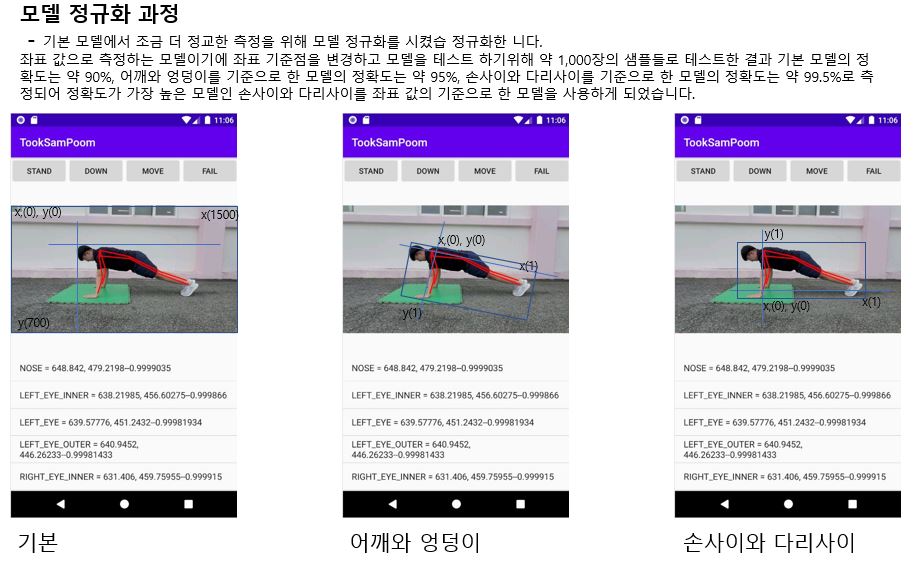 모델 정규화 과정
- 기본 모델에서 조금 더 정교한 측정을 위해 모델 정규화를 시켰습 정규화한 니다.
좌표 값으로 측정하는 모델이기에 좌표 기준점을 변경하고 모델을 테스트 하기위해 약 1,000장의 샘플들로 테스트한 결과 기본 모델의 정
확도는 약 90%, 어깨와 엉덩이를 기준으로 한 모델의 정확도는 약 95%, 손사이와 다리사이를 기준으로 한 모델의 정확도는 약 99.5%로 측
정되어 정확도가 가장 높은 모델인 손사이와 다리사이를 좌표 값의 기준으로 한 모델을 사용하게 되었습니다.
11:06
TookSamPoom
STAND DOWN MOVE FAIL
x,(0), y(0)
x(1500)
y(700)
NOSE = 648.842, 479.2198--0.9999035
LEFT_EYE_INNER = 638.21985, 456.60275--0.999866
LEFT_EYE = 639.57776, 451.2432--0.99981934
LEFT_EYE_OUTER = 640.9452,
446.26233--0.99981433
RIGHT_EYE_INNER = 631.406, 459.75955--0.999915
기본
11:06
TookSamPoom
STAND DOWN MOVE FAIL
x,(0), y(0)
x(1)
y(1)
NOSE = 648.842, 479.2198--0.9999035
LEFT_EYE_INNER = 638.21985, 456.60275--0.999866
LEFT_EYE = 639.57776, 451.2432--0.99981934
LEFT_EYE_OUTER = 640.9452,
446.26233--0.99981433
RIGHT_EYE_INNER = 631.406, 459.75955--0.999915
어깨와 엉덩이
11:06
TookSamPoom
STAND DOWN MOVE FAIL
y(1)
x,(0), y(0)
x(1)
NOSE = 648.842, 479.2198--0.9999035
LEFT_EYE_INNER = 638.21985, 456.60275--0.999866
LEFT_EYE = 639.57776, 451.2432--0.99981934
LEFT_EYE_OUTER = 640.9452,
446.26233--0.99981433
RIGHT_EYE_INNER = 631.406, 459.75955--0.999915
손사이와 다리사이